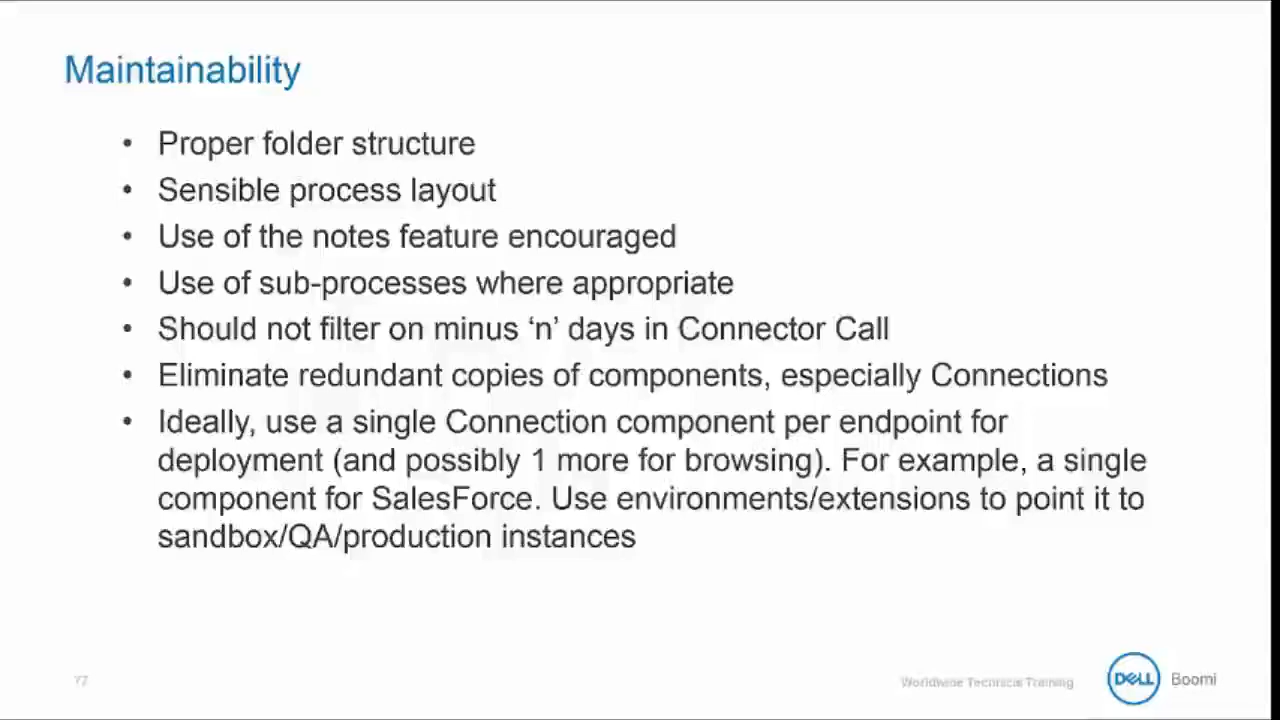 Maintainability
• Proper folder structure
• Sensible process layout
• Use of the notes feature encouraged
• Use of sub-processes where appropriate
• Should not filter on minus ‘n’ days in Connector Call
• Eliminate redundant copies of components, especially Connections
• Ideally, use a single Connection component per endpoint for
deployment (and possibly 1 more for browsing). For example, a single
component for SalesForce. Use environments/extensions to point it to
sandbox/QA/production instances
77
Worldwide Technical Training
DELL
Boomi